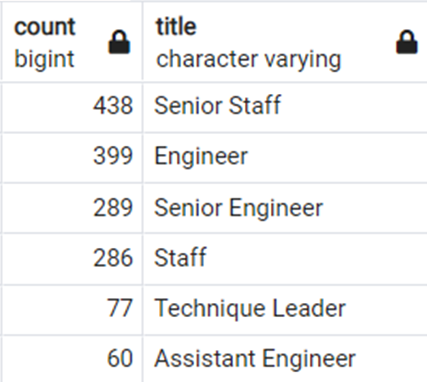 count title
bigint character varying
438 Senior Staff
399 Engineer
289 Senior Engineer
286 Staff
77 Technique Leader
60 Assistant Engineer